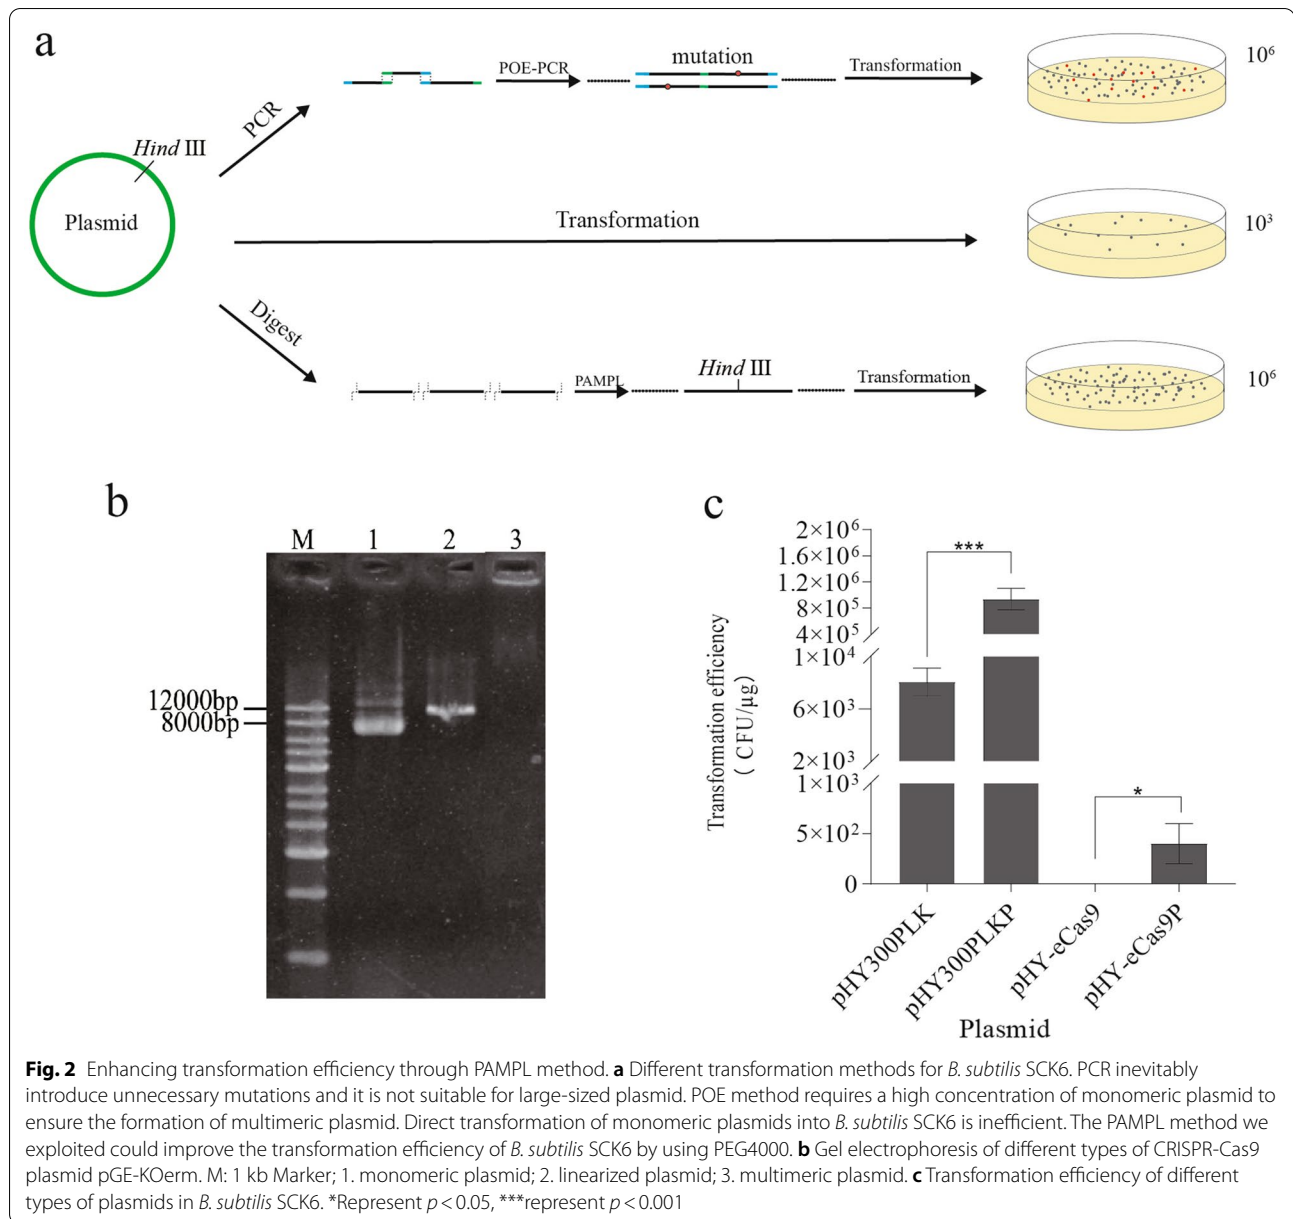 a
mutation
POE-PCR
Transformation
10⁶
PCR
Hind III
Plasmid
Transformation
10³
Digest
Hind III
PAMPL
Transformation
10⁶
b
M 1 2 3
12000bp
8000bp
c
Transformation efficiency
( CFU/μg)
2×10⁶
1.6×10⁶
1.2×10⁶
8×10⁵
4×10⁵
1×10⁴
6×10³
2×10³
1×10³
5×10²
0
***
*
pHY300PLK
pHY300PLKP
pHY-eCas9
pHY-eCas9P
Plasmid
Fig. 2 Enhancing transformation efficiency through PAMPL method. a Different transformation methods for B. subtilis SCK6. PCR inevitably
introduce unnecessary mutations and it is not suitable for large-sized plasmid. POE method requires a high concentration of monomeric plasmid to
ensure the formation of multimeric plasmid. Direct transformation of monomeric plasmids into B. subtilis SCK6 is inefficient. The PAMPL method we
exploited could improve the transformation efficiency of B. subtilis SCK6 by using PEG4000. b Gel electrophoresis of different types of CRISPR-Cas9
plasmid pGE-KOerm. M: 1 kb Marker; 1. monomeric plasmid; 2. linearized plasmid; 3. multimeric plasmid. c Transformation efficiency of different
types of plasmids in B. subtilis SCK6. *Represent p < 0.05, ***represent p < 0.001